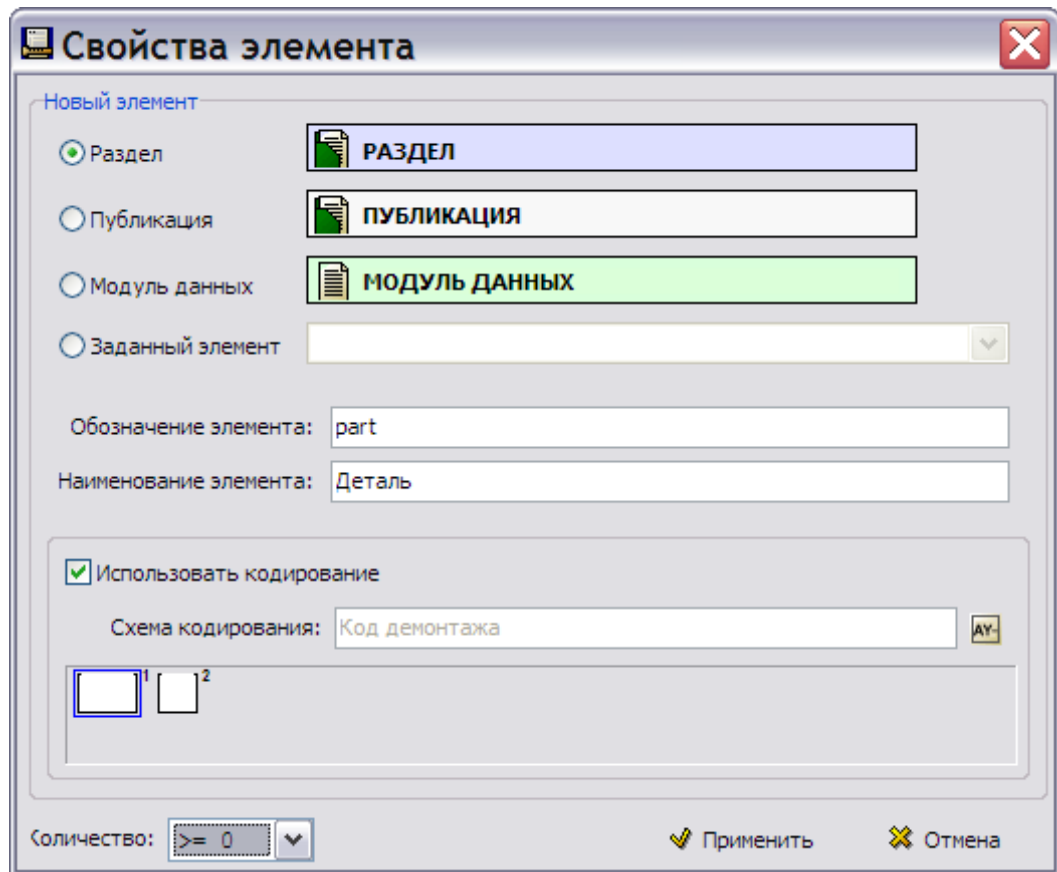 Свойства элемента
Новый элемент
Раздел РАЗДЕЛ
Публикация ПУБЛИКАЦИЯ
Модуль данных МОДУЛЬ ДАННЫХ
Заданный элемент
Обозначение элемента: part
Наименование элемента: Деталь
Использовать кодирование
Схема кодирования: Код демонтажа AY-
1 2
Количество: >= 0 Применить Отмена